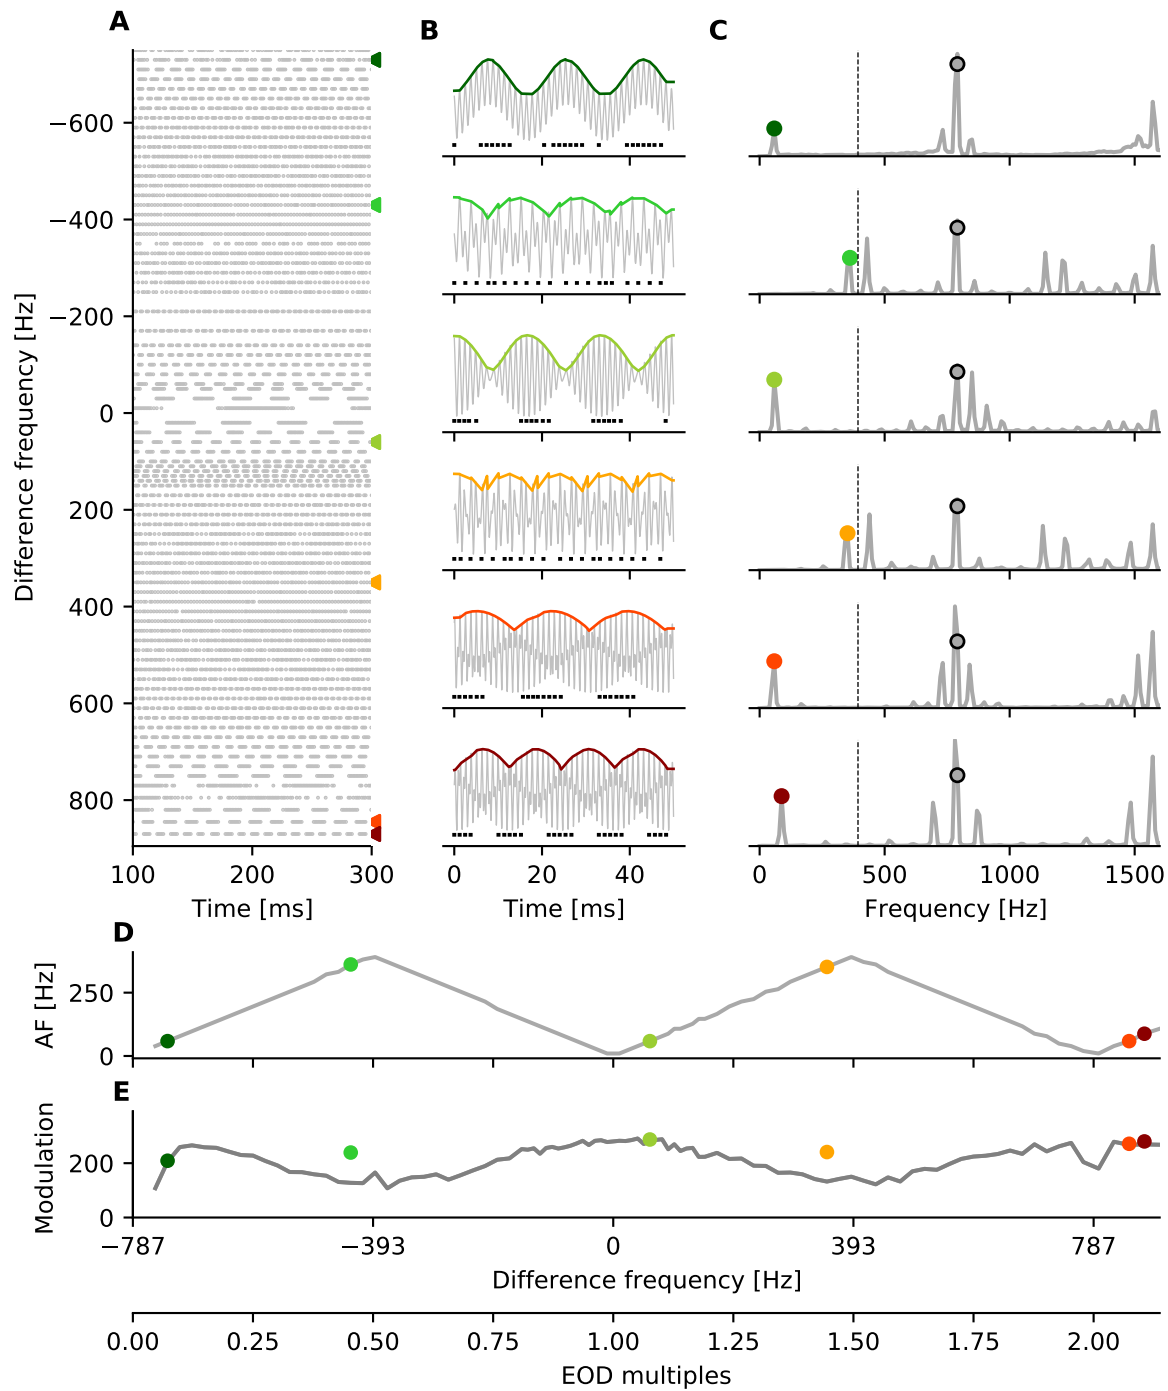 A
B
C
Difference frequency [Hz]
−600
−400
−200
0
200
400
600
800
100
200
300
Time [ms]
0
20
40
Time [ms]
0
500
1000
1500
Frequency [Hz]
D
AF [Hz]
250
0
E
Modulation
200
0
−787
−393
0
393
787
Difference frequency [Hz]
0.00
0.25
0.50
0.75
1.00
1.25
1.50
1.75
2.00
EOD multiples